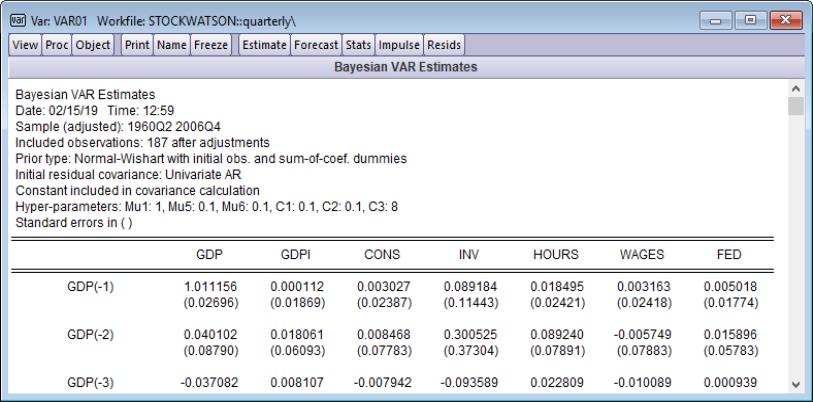 Var: VAR01 Workfile: STOCKWATSON::quarterly\
View Proc Object Print Name Freeze Estimate Forecast Stats Impulse Resids
Bayesian VAR Estimates
Bayesian VAR Estimates
Date: 02/15/19 Time: 12:59
Sample (adjusted): 1960Q2 2006Q4
Included observations: 187 after adjustments
Prior type: Normal-Wishart with initial obs. and sum-of-coef. dummies
Initial residual covariance: Univariate AR
Constant included in covariance calculation
Hyper-parameters: Mu1: 1, Mu5: 0.1, Mu6: 0.1, C1: 0.1, C2: 0.1, C3: 8
Standard errors in ( )
GDP GDPI CONS INV HOURS WAGES FED
GDP(-1) 1.011156 0.000112 0.003027 0.089184 0.018495 0.003163 0.005018
(0.02696) (0.01869) (0.02387) (0.11443) (0.02421) (0.02418) (0.01774)
GDP(-2) 0.040102 0.018061 0.008468 0.300525 0.089240 -0.005749 0.015896
(0.08790) (0.06093) (0.07783) (0.37304) (0.07891) (0.07883) (0.05783)
GDP(-3) -0.037082 0.008107 -0.007942 -0.093589 0.022809 -0.010089 0.000939